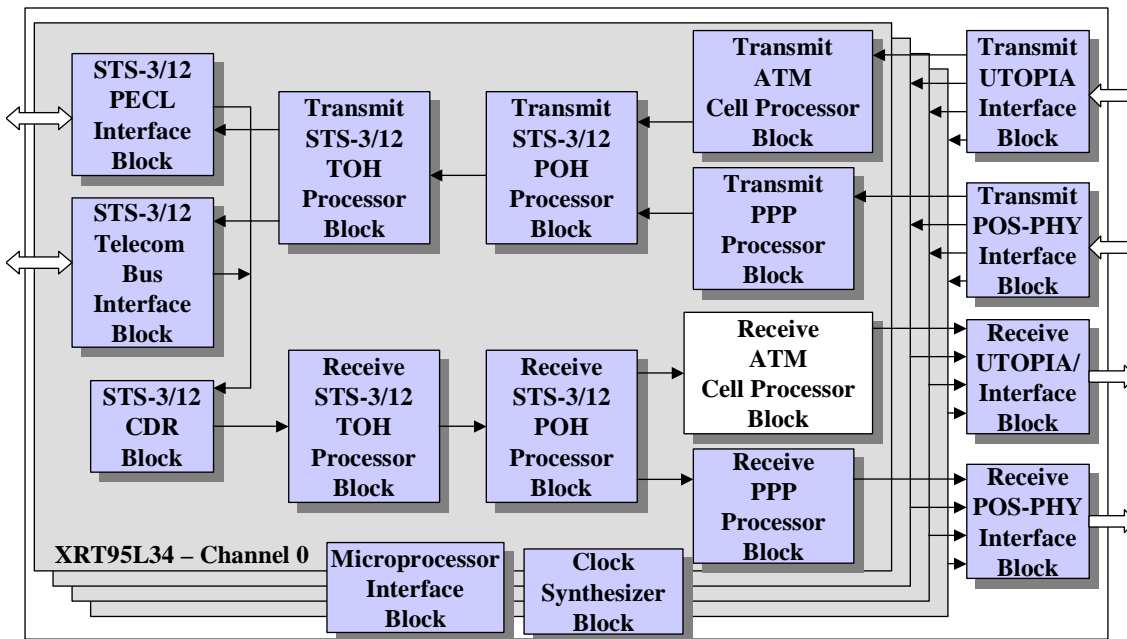 STS-3/12
PECL
Interface
Block
Transmit
STS-3/12
TOH
Processor
Block
Transmit
STS-3/12
POH
Processor
Block
Transmit
ATM
Cell Processor
Block
Transmit
UTOPIA
Interface
Block
STS-3/12
Telecom
Bus
Interface
Block
Transmit
PPP
Processor
Block
Transmit
POS-PHY
Interface
Block
STS-3/12
CDR
Block
Receive
STS-3/12
TOH
Processor
Block
Receive
STS-3/12
POH
Processor
Block
Receive
ATM
Cell Processor
Block
Receive
UTOPIA/
Interface
Block
Receive
PPP
Processor
Block
Receive
POS-PHY
Interface
Block
XRT95L34 – Channel 0
Microprocessor
Interface
Block
Clock
Synthesizer
Block